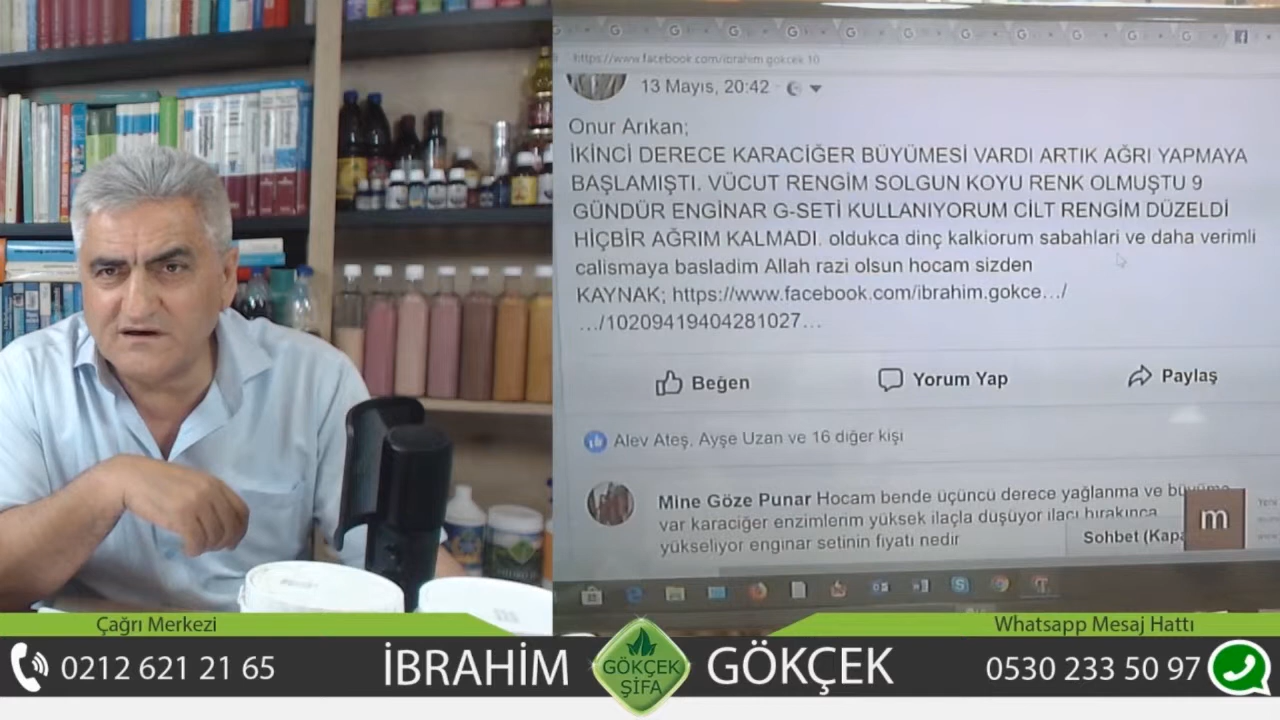 https://www.facebook.com/ibrahim.gokcek.10
13 Mayıs, 20:42
Onur Arıkan;
İKİNCİ DERECE KARACİĞER BÜYÜMESİ VARDI ARTIK AĞRI YAPMAYA
BAŞLAMIŞTI. VÜCUT RENGİM SOLGUN KOYU RENK OLMUŞTU 9
GÜNDÜR ENGİNAR G-SETİ KULLANIYORUM CİLT RENGİM DÜZELDİ
HİÇBİR AĞRIM KALMADI. oldukca dinç kalkiorum sabahlari ve daha verimli
calismaya basladim Allah razi olsun hocam sizden
KAYNAK; https://www.facebook.com/ibrahim.gokce…/
…/10209419404281027…
Beğen
Yorum Yap
Paylaş
Alev Ateş, Ayşe Uzan ve 16 diğer kişi
Mine Göze Punar Hocam bende üçüncü derece yağlanma ve
var karaciğer enzimlerim yüksek ilaçla düşüyor ilacı bırakınca
yükseliyor enginar setinin fiyatı nedir
Sohbet
m
Çağrı Merkezi
Whatsapp Mesaj Hattı
0212 621 21 65
İBRAHİM
GÖKÇEK
ŞİFA
GÖKÇEK
0530 233 50 97